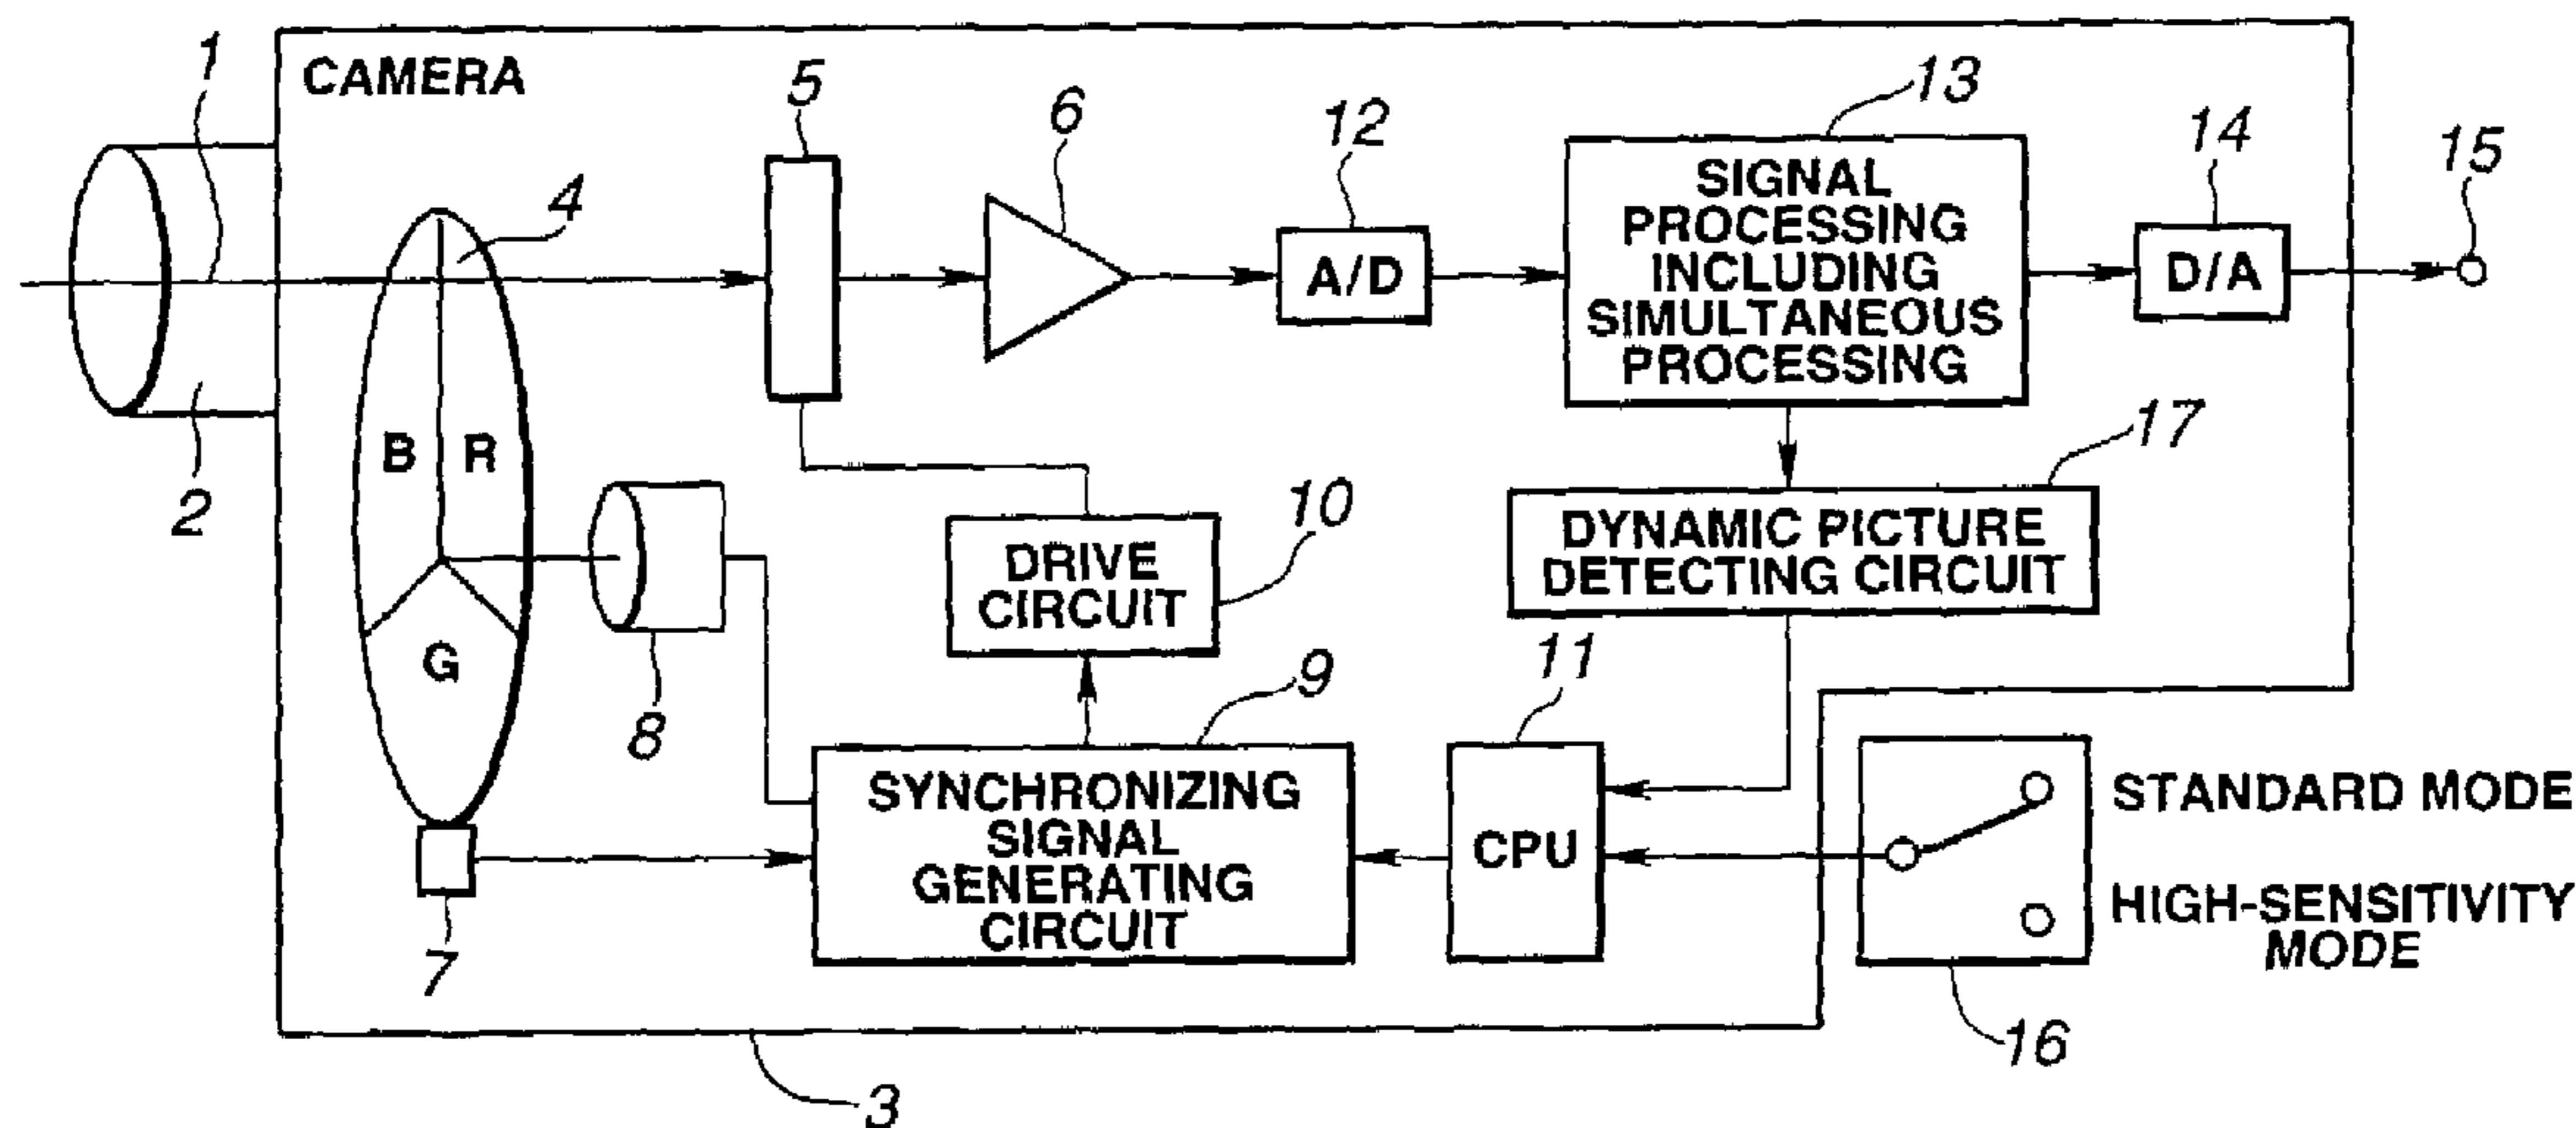 CAMERA
1
5
6
12
13
14
15
4
SIGNAL
PROCESSING
INCLUDING
SIMULTANEOUS
PROCESSING
A/D
D/A
2
B
R
G
8
10
DRIVE
CIRCUIT
17
DYNAMIC PICTURE
DETECTING CIRCUIT
9
11
7
SYNCHRONIZING
SIGNAL
GENERATING
CIRCUIT
CPU
STANDARD MODE
HIGH-SENSITIVITY
MODE
16
3